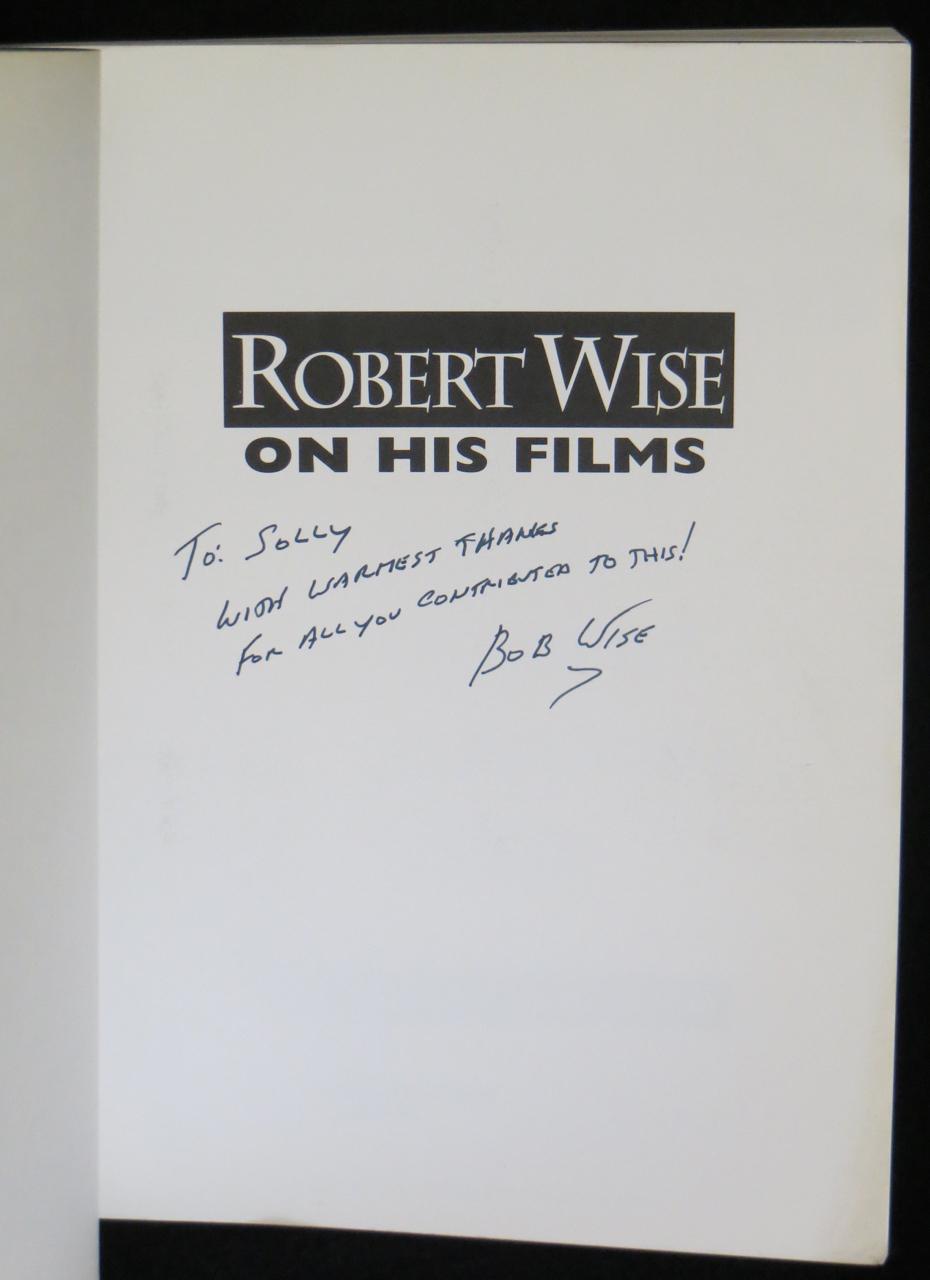 ROBERT WISE
ON HIS FILMS
TO: SOLLY
WITH WARMEST THANKS
FOR ALL YOU CONTRIBUTED TO THIS!
BOB WISE